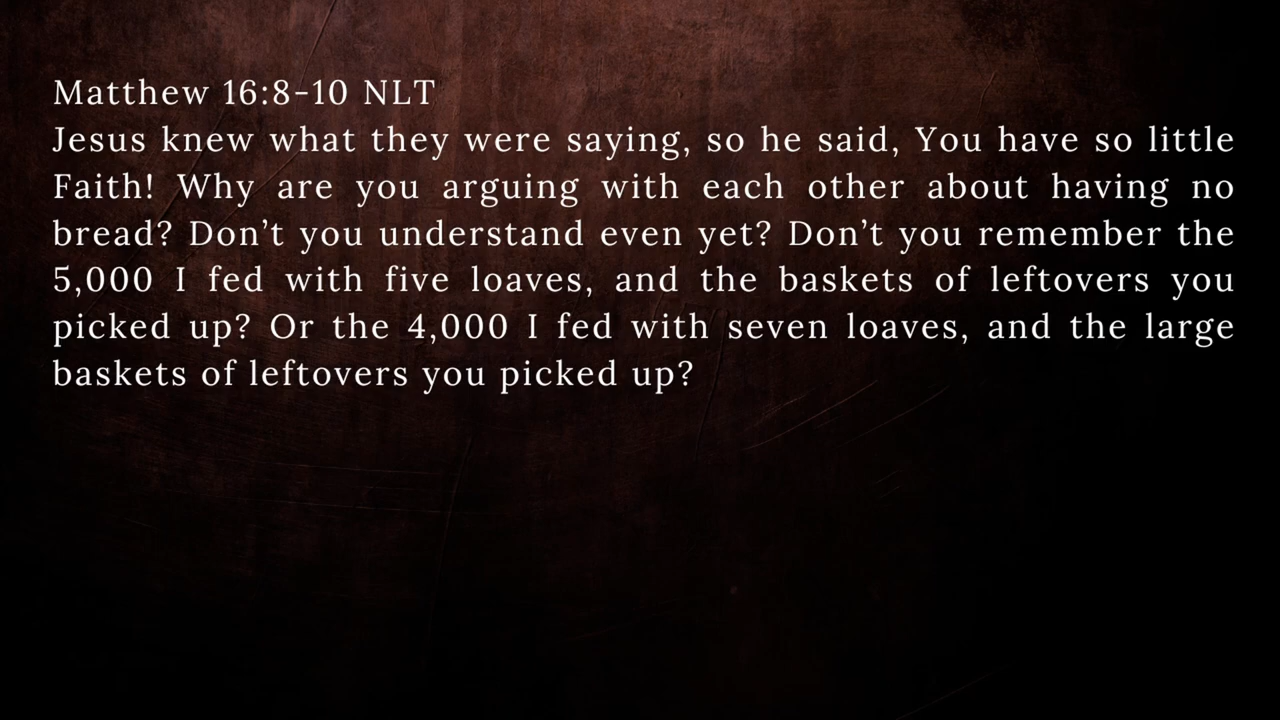 Matthew 16:8-10 NLT
Jesus knew what they were saying, so he said, You have so little
Faith! Why are you arguing with each other about having no
bread? Don’t you understand even yet? Don’t you remember the
5,000 I fed with five loaves, and the baskets of leftovers you
picked up? Or the 4,000 I fed with seven loaves, and the large
baskets of leftovers you picked up?